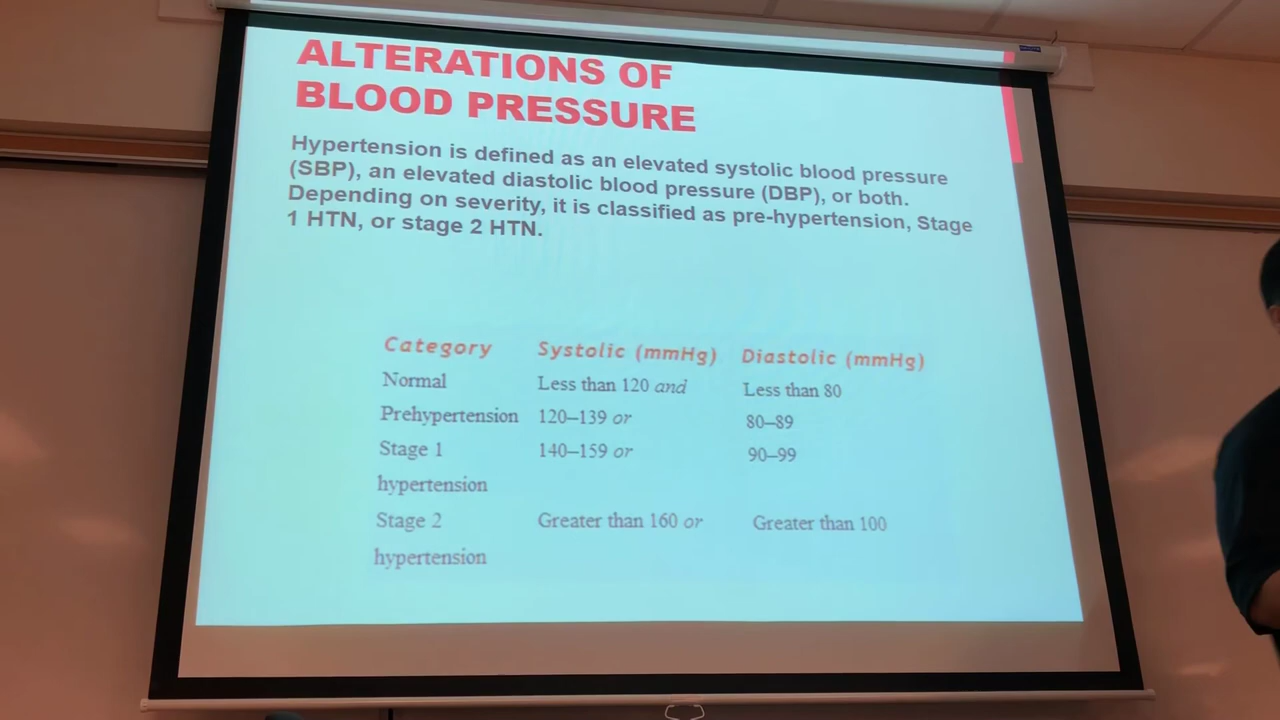 ALTERATIONS OF
BLOOD PRESSURE
Hypertension is defined as an elevated systolic blood pressure
(SBP), an elevated diastolic blood pressure (DBP), or both.
Depending on severity, it is classified as pre-hypertension, Stage
1 HTN, or stage 2 HTN.
Category Systolic (mmHg) Diastolic (mmHg)
Normal Less than 120 and Less than 80
Prehypertension 120–139 or 80–89
Stage 1 140–159 or 90–99
hypertension
Stage 2 Greater than 160 or Greater than 100
hypertension